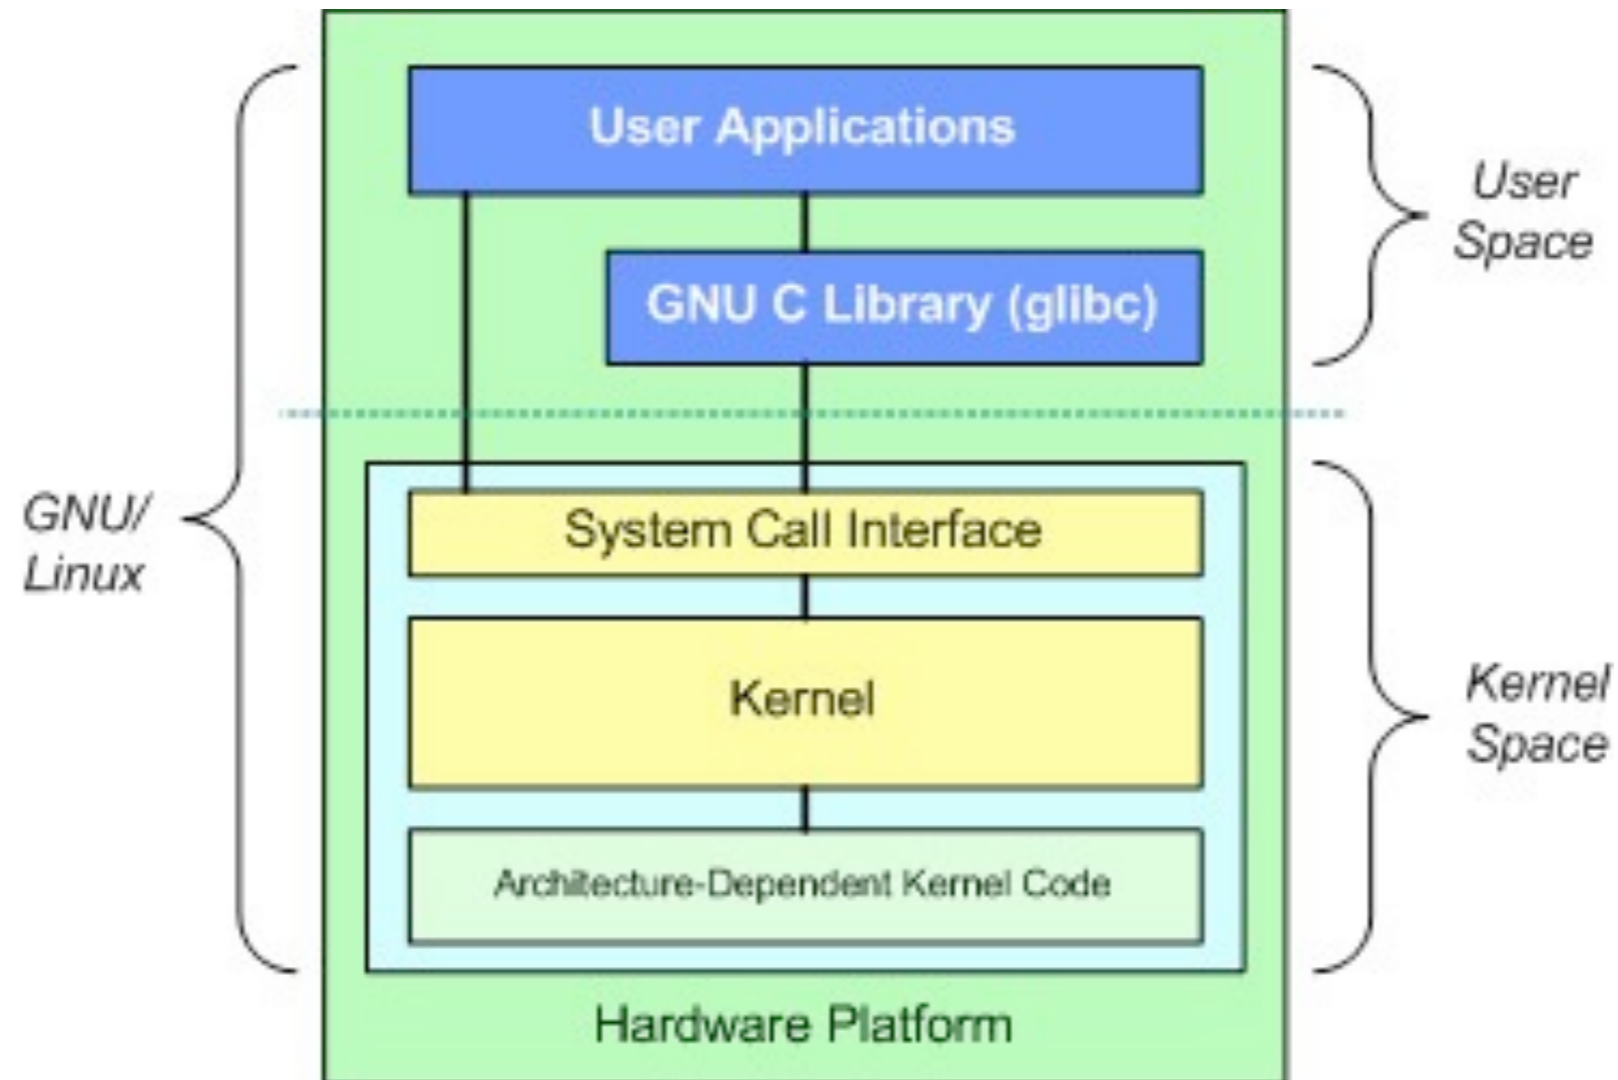 User Applications
User
Space
GNU C Library (glibc)
GNU/
Linux
System Call Interface
Kernel
Kernel
Space
Architecture-Dependent Kernel Code
Hardware Platform